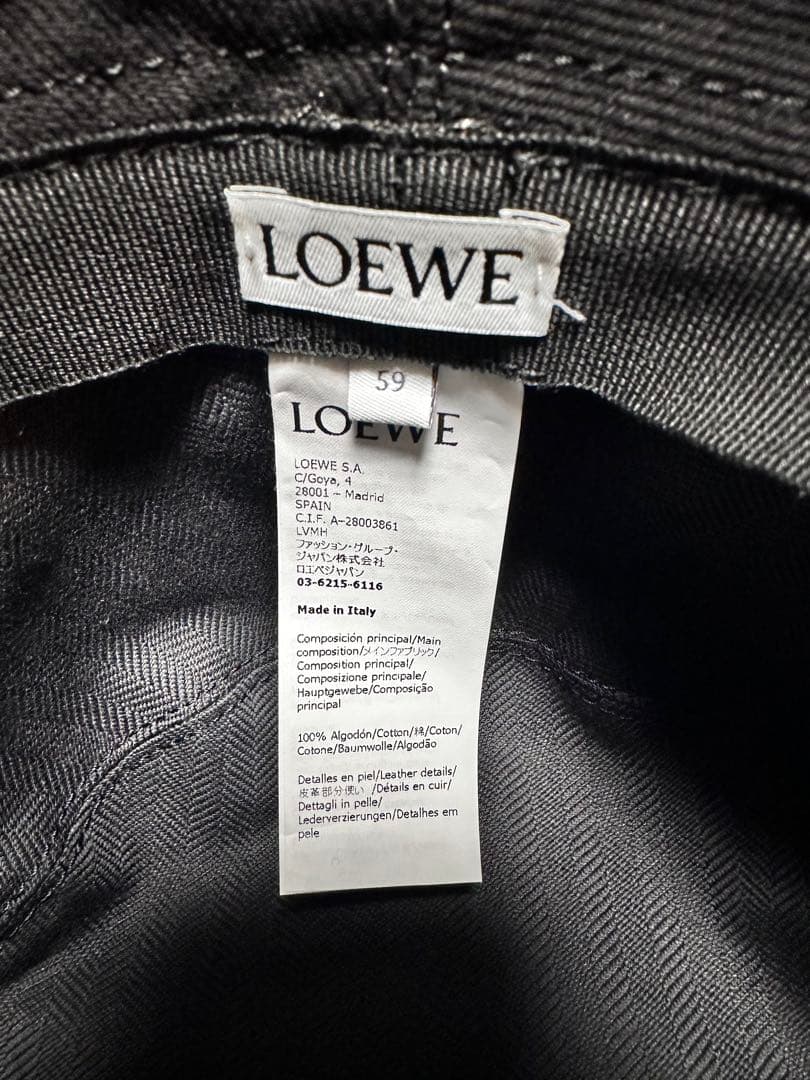 LOEWE
59
LOEWE
LOEWE S.A.
C/Goya, 4
28001 - Madrid
SPAIN
C.I.F. A-28003861
LVMH
ファッション・グループ・
ジャパン株式会社
ロエベジャパン
03-6215-6116
Made in Italy
Composición principal/Main
composition/メインファブリック/
Composition principal/
Composizione principale/
Hauptgewebe/Composição
principal
100% Algodón/Cotton/綿/Coton/
Cotone/Baumwolle/Algodão
Detalles en piel/Leather details/
皮革部分使い /Détails en cuir/
Dettagli in pelle/
Lederverzierungen/Detalhes em
pele